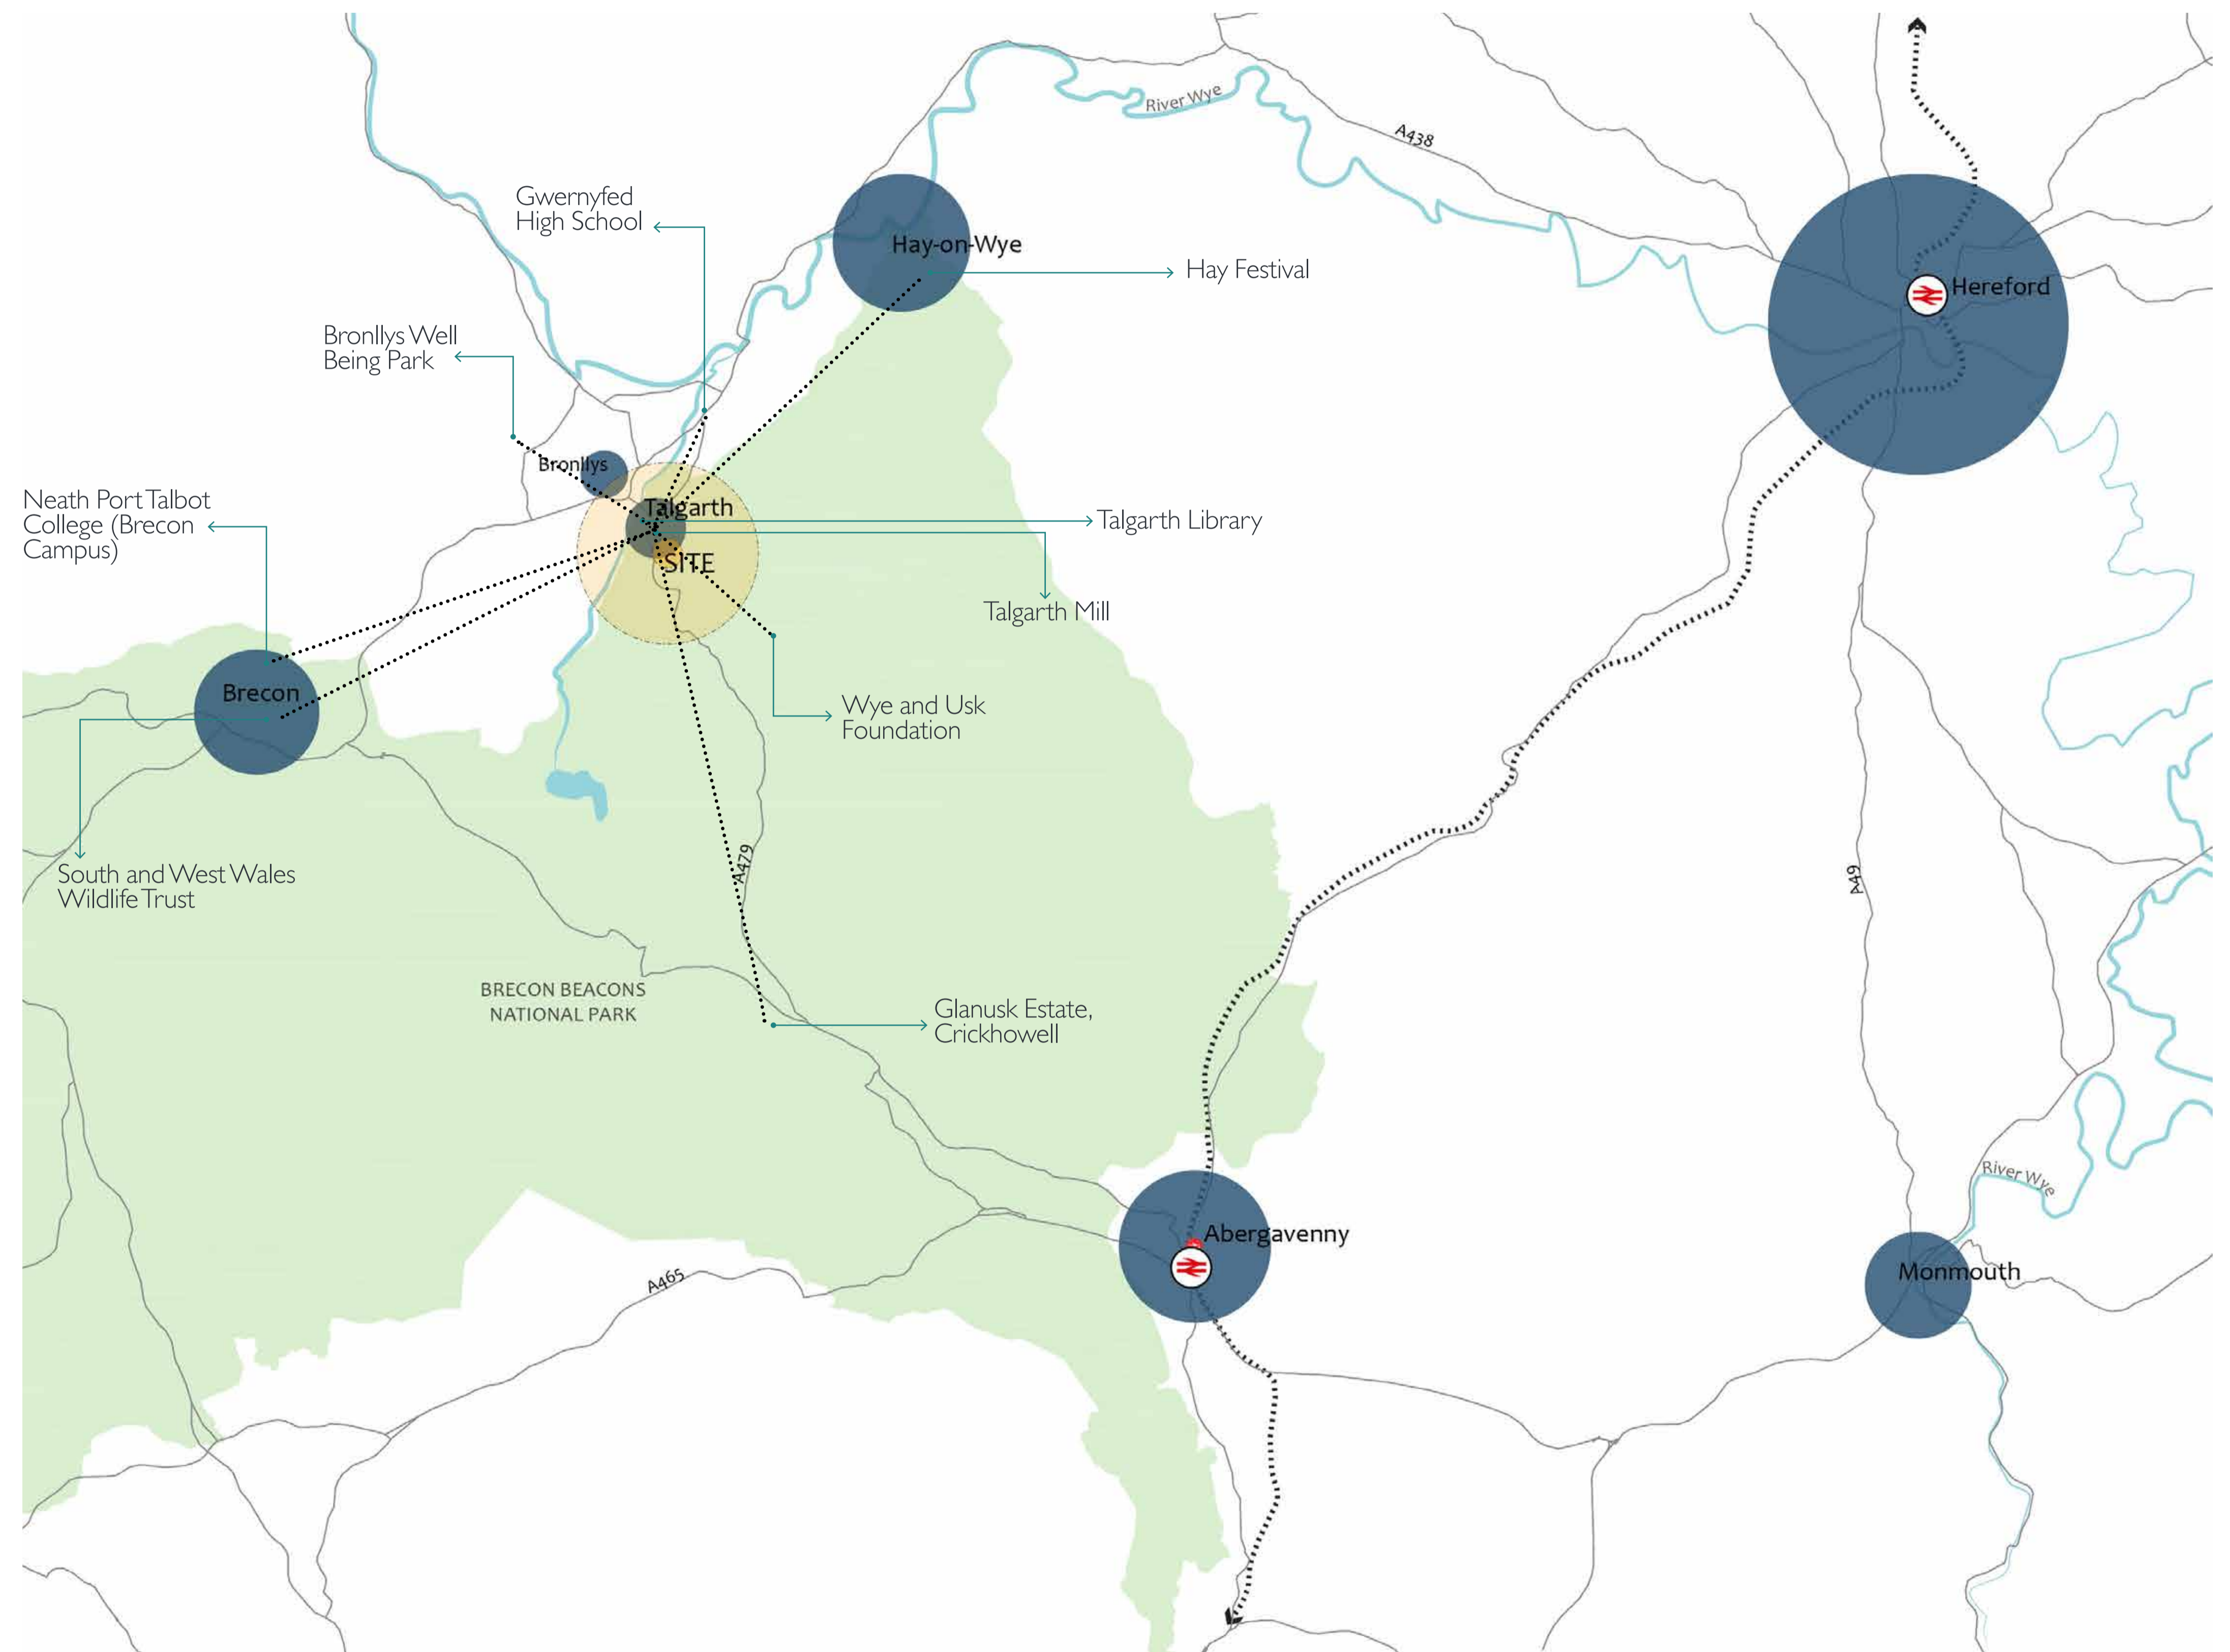 River Wye
A438
Gwernyfed
High School
Hay-on-Wye
Hay Festival
Hereford
Bronllys Well
Being Park
Bronllys
Neath Port Talbot
College (Brecon
Campus)
Talgarth
Talgarth Library
SITE
Talgarth Mill
Brecon
Wye and Usk
Foundation
South and West Wales
Wildlife Trust
A479
A49
BRECON BEACONS
NATIONAL PARK
Glanusk Estate,
Crickhowell
River Wye
Abergavenny
Monmouth
A465